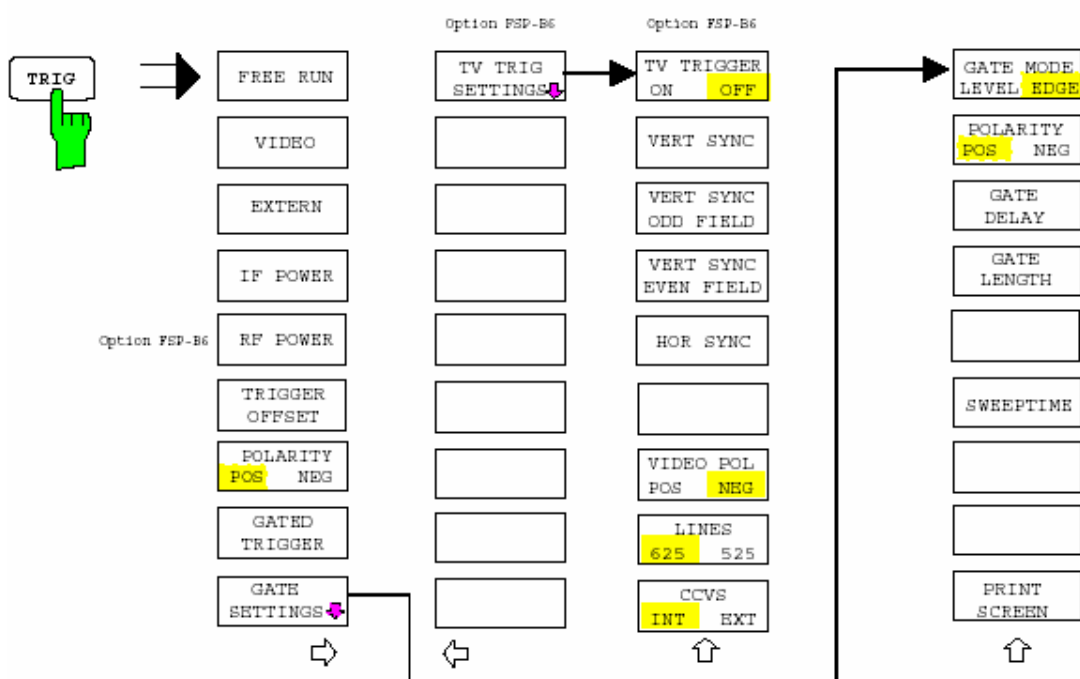 Option FSP-B6
Option FSP-B6
TRIG
FREE RUN
VIDEO
EXTERN
IF POWER
Option FSP-B6
RF POWER
TRIGGER
OFFSET
POLARITY
POS NEG
GATED
TRIGGER
GATE
SETTINGS
TV TRIG
SETTINGS
TV TRIGGER
ON OFF
VERT SYNC
VERT SYNC
ODD FIELD
VERT SYNC
EVEN FIELD
HOR SYNC
VIDEO POL
POS NEG
LINES
625 525
CCVS
INT EXT
GATE MODE
LEVEL EDGE
POLARITY
POS NEG
GATE
DELAY
GATE
LENGTH
SWEEPTIME
PRINT
SCREEN